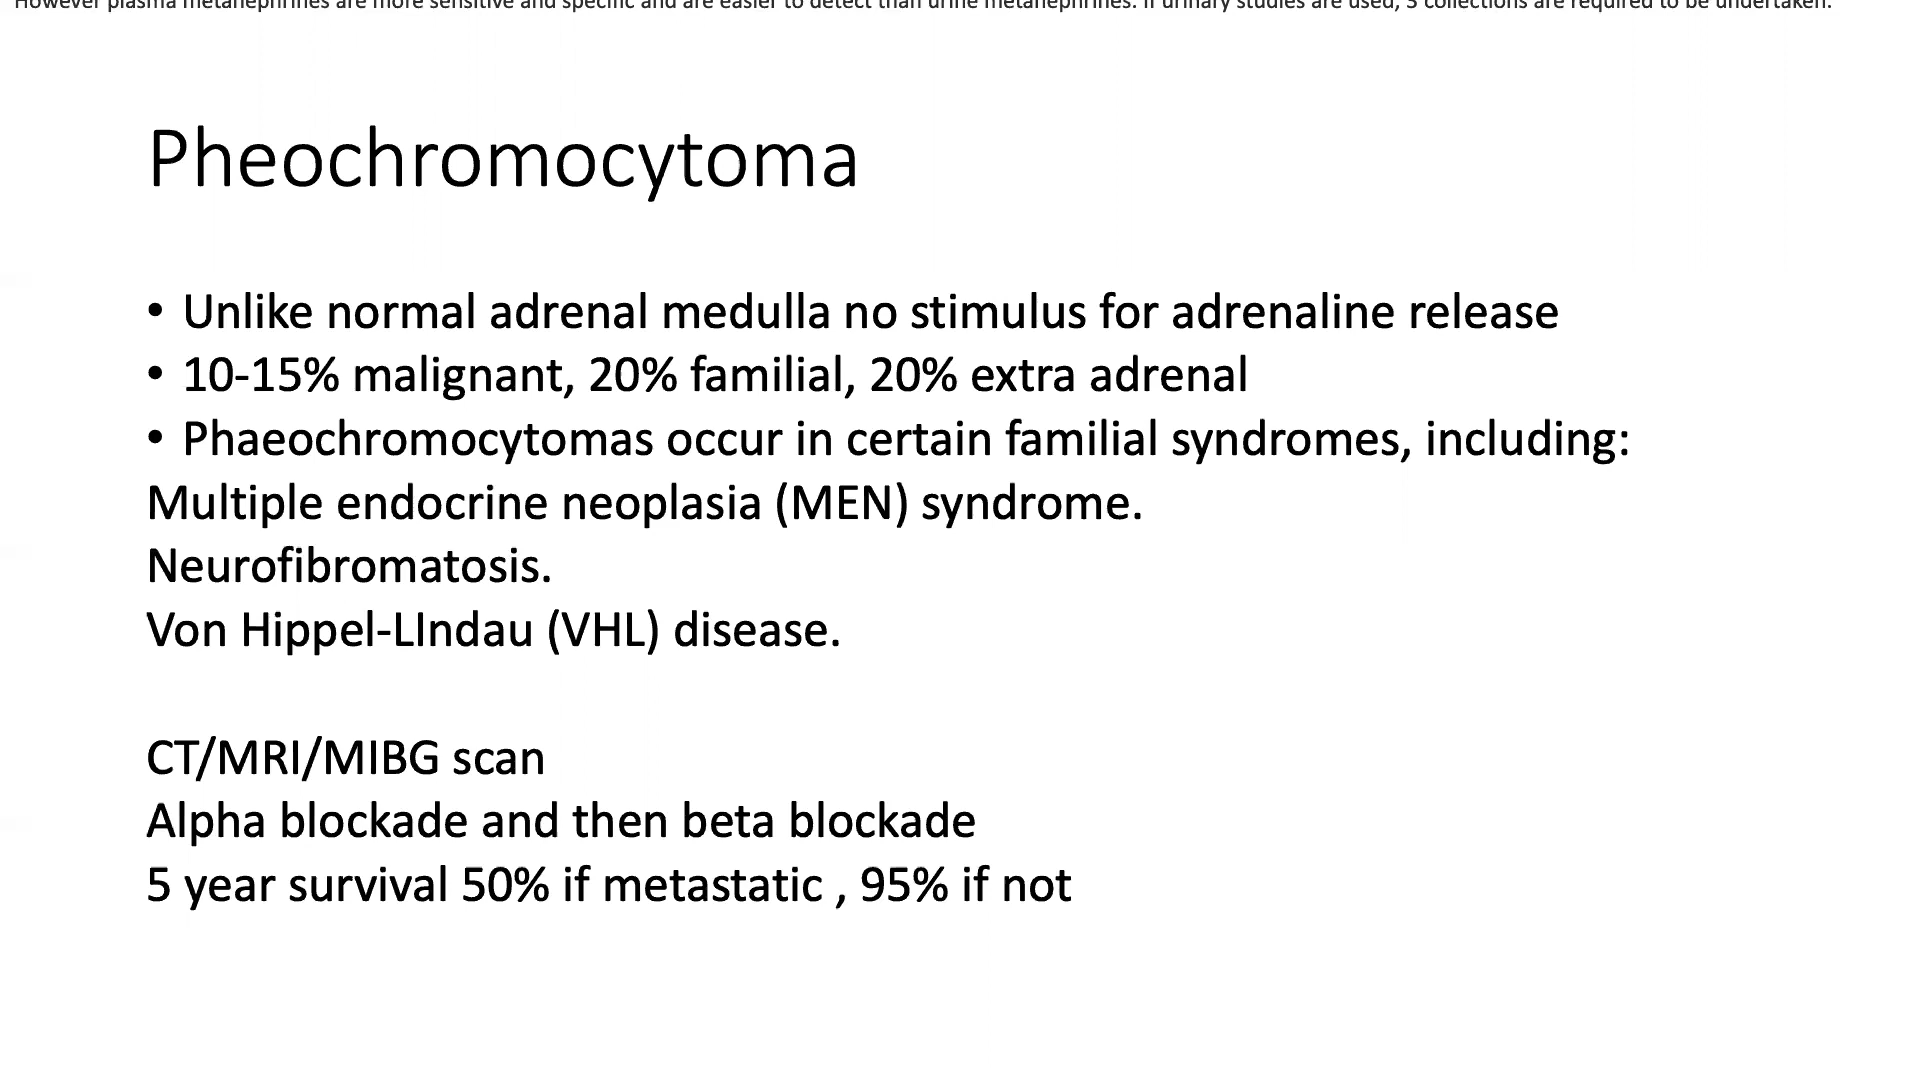 However plasma metanephrines are more sensitive and specific and are easier to detect than urine metanephrines. If urinary studies are used, 3 collections are required to be undertaken.
Pheochromocytoma
• Unlike normal adrenal medulla no stimulus for adrenaline release
• 10-15% malignant, 20% familial, 20% extra adrenal
• Phaeochromocytomas occur in certain familial syndromes, including:
Multiple endocrine neoplasia (MEN) syndrome.
Neurofibromatosis.
Von Hippel-LIndau (VHL) disease.
CT/MRI/MIBG scan
Alpha blockade and then beta blockade
5 year survival 50% if metastatic , 95% if not